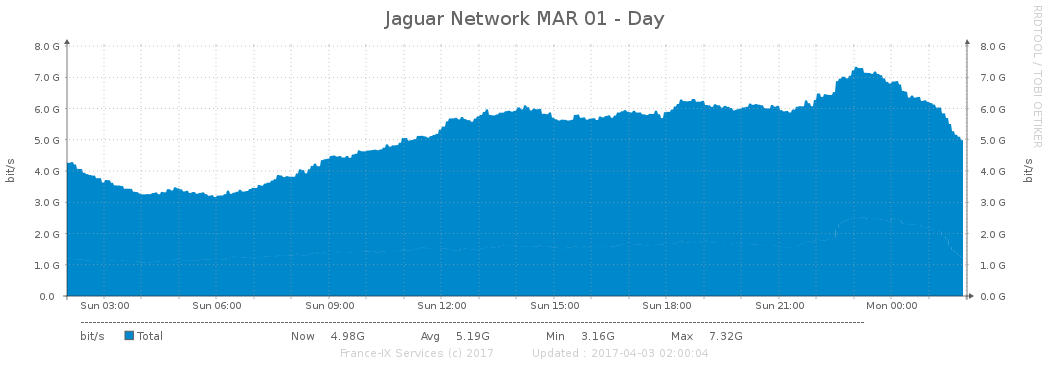 Jaguar Network MAR 01 - Day
RRDTOOL / TOBI OETIKER
8.0 G 8.0 G
7.0 G 7.0 G
6.0 G 6.0 G
5.0 G 5.0 G
4.0 G 4.0 G
3.0 G 3.0 G
2.0 G 2.0 G
1.0 G 1.0 G
0.0 0.0 G
bit/s bit/s
Sun 03:00 Sun 06:00 Sun 09:00 Sun 12:00 Sun 15:00 Sun 18:00 Sun 21:00 Mon 00:00
bit/s Total Now 4.98G Avg 5.19G Min 3.16G Max 7.32G
France-IX Services (c) 2017 Updated : 2017-04-03 02:00:04